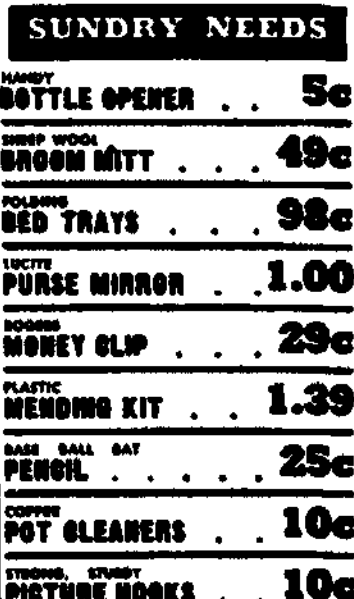 SUNDRY NEEDS
HANDY
BOTTLE OPENER . . 5c
SHEEP WOOL
BROOM MITT . . . 49c
FOLDING
BED TRAYS . . . 98c
LUCITE
PURSE MIRROR . . 1.00
ROGERS
MONEY CLIP . . . 29c
PLASTIC
MENDING KIT . . 1.39
BASE BALL BAT
PENCIL . . . . . 25c
COPPER
POT CLEANERS . . 10c
STRONG, STURDY
PICTURE HOOKS . . 10c